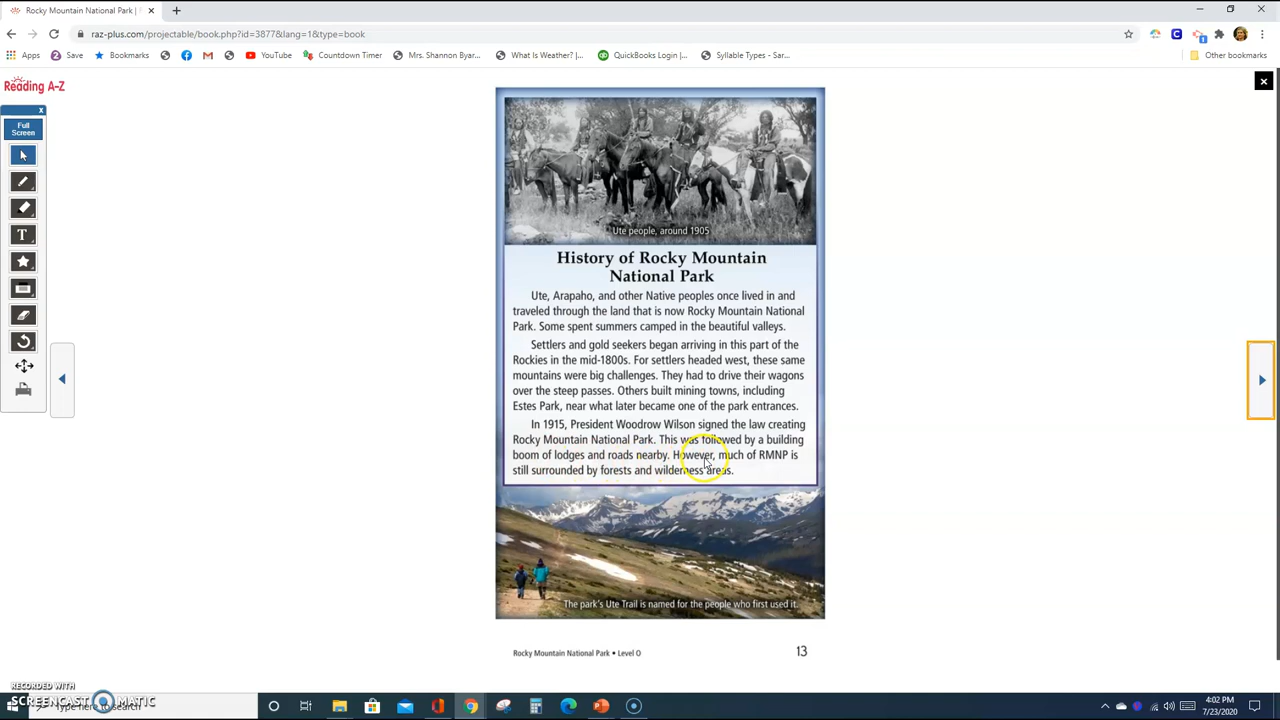 Rocky Mountain National Park |
raz-plus.com/projectable/book.php?id=3877&lang=1&type=book
Apps Save Bookmarks YouTube Countdown Timer Mrs. Shannon Byar... What Is Weather? |... QuickBooks Login |... Syllable Types - Sar... Other bookmarks
Reading A-Z
x
Full
Screen
T
Ute people, around 1905
History of Rocky Mountain
National Park
Ute, Arapaho, and other Native peoples once lived in and
traveled through the land that is now Rocky Mountain National
Park. Some spent summers camped in the beautiful valleys.
Settlers and gold seekers began arriving in this part of the
Rockies in the mid-1800s. For settlers headed west, these same
mountains were big challenges. They had to drive their wagons
over the steep passes. Others built mining towns, including
Estes Park, near what later became one of the park entrances.
In 1915, President Woodrow Wilson signed the law creating
Rocky Mountain National Park. This was followed by a building
boom of lodges and roads nearby. However, much of RMNP is
still surrounded by forests and wilderness areas.
The park's Ute Trail is named for the people who first used it.
Rocky Mountain National Park • Level O
13
RECORDED WITH
SCREENCAST MATIC
Type here to search
4:02 PM
7/23/2020